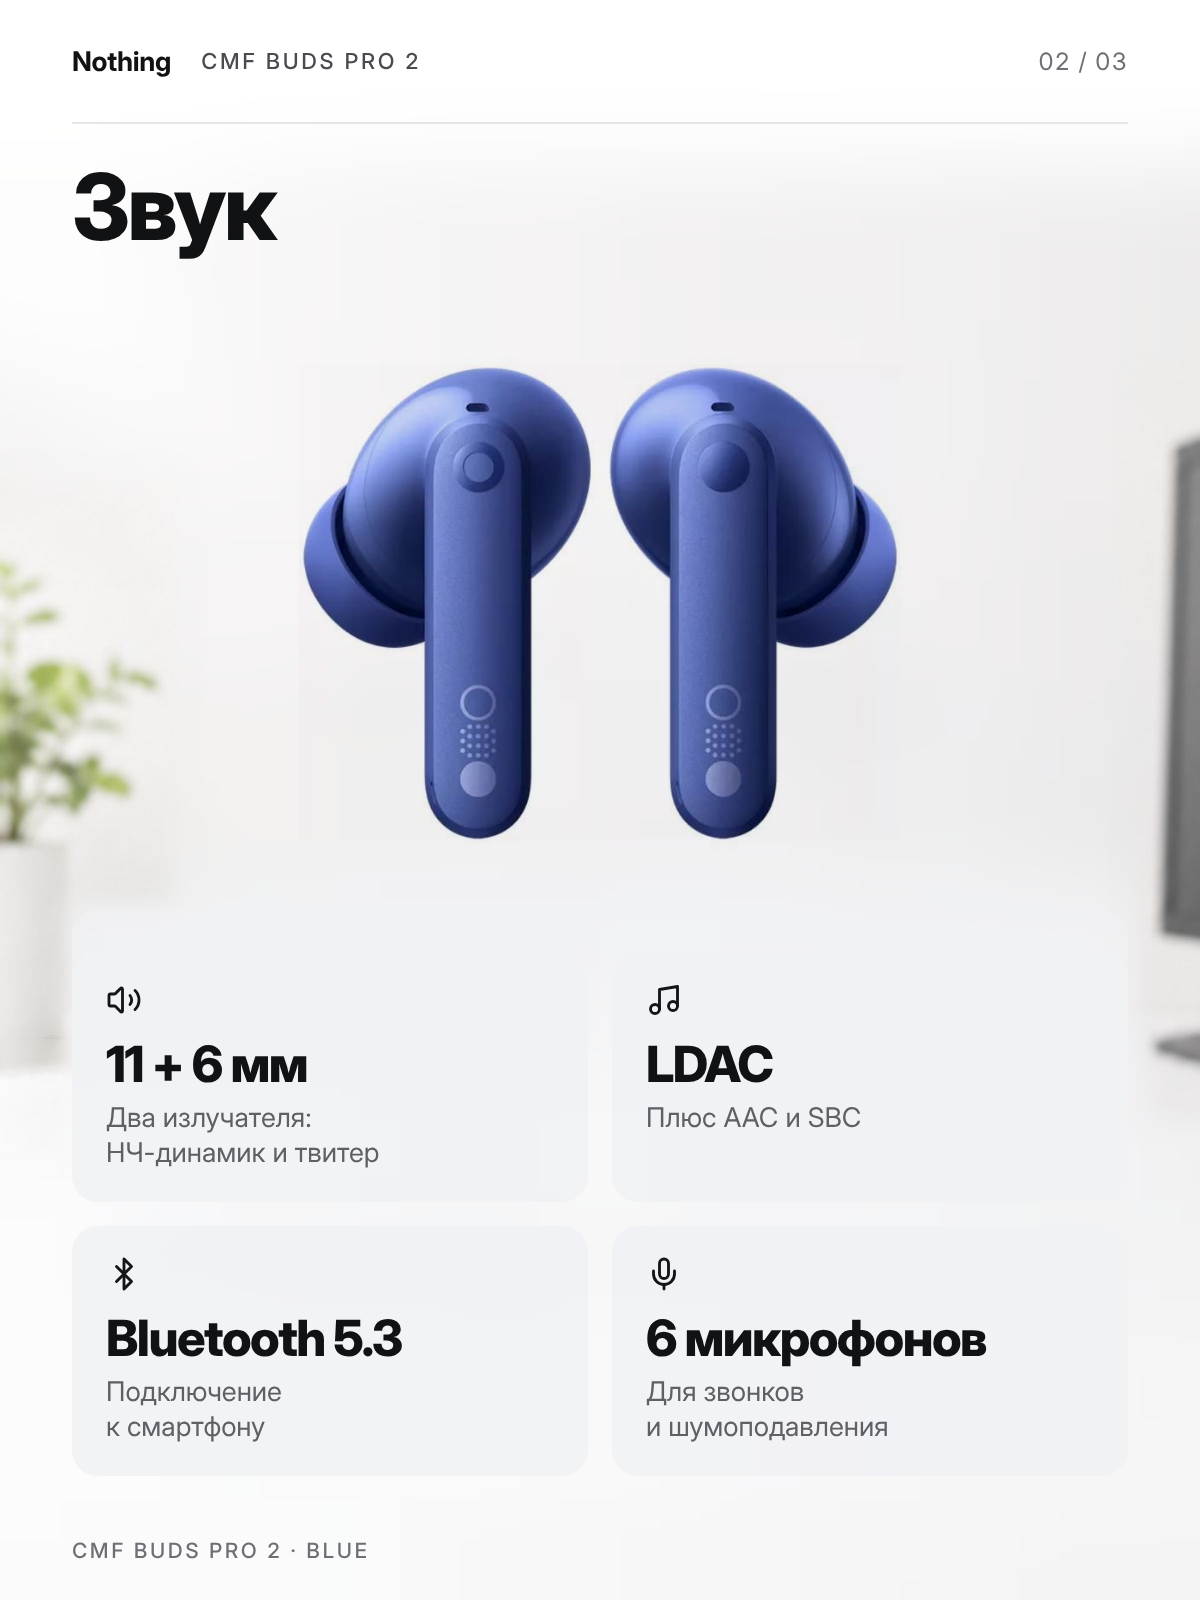 Nothing CMF BUDS PRO 2 02 / 03
Звук
11 + 6 мм
Два излучателя:
НЧ-динамик и твитер
LDAC
Плюс AAC и SBC
Bluetooth 5.3
Подключение
к смартфону
6 микрофонов
Для звонков
и шумоподавления
CMF BUDS PRO 2 · BLUE